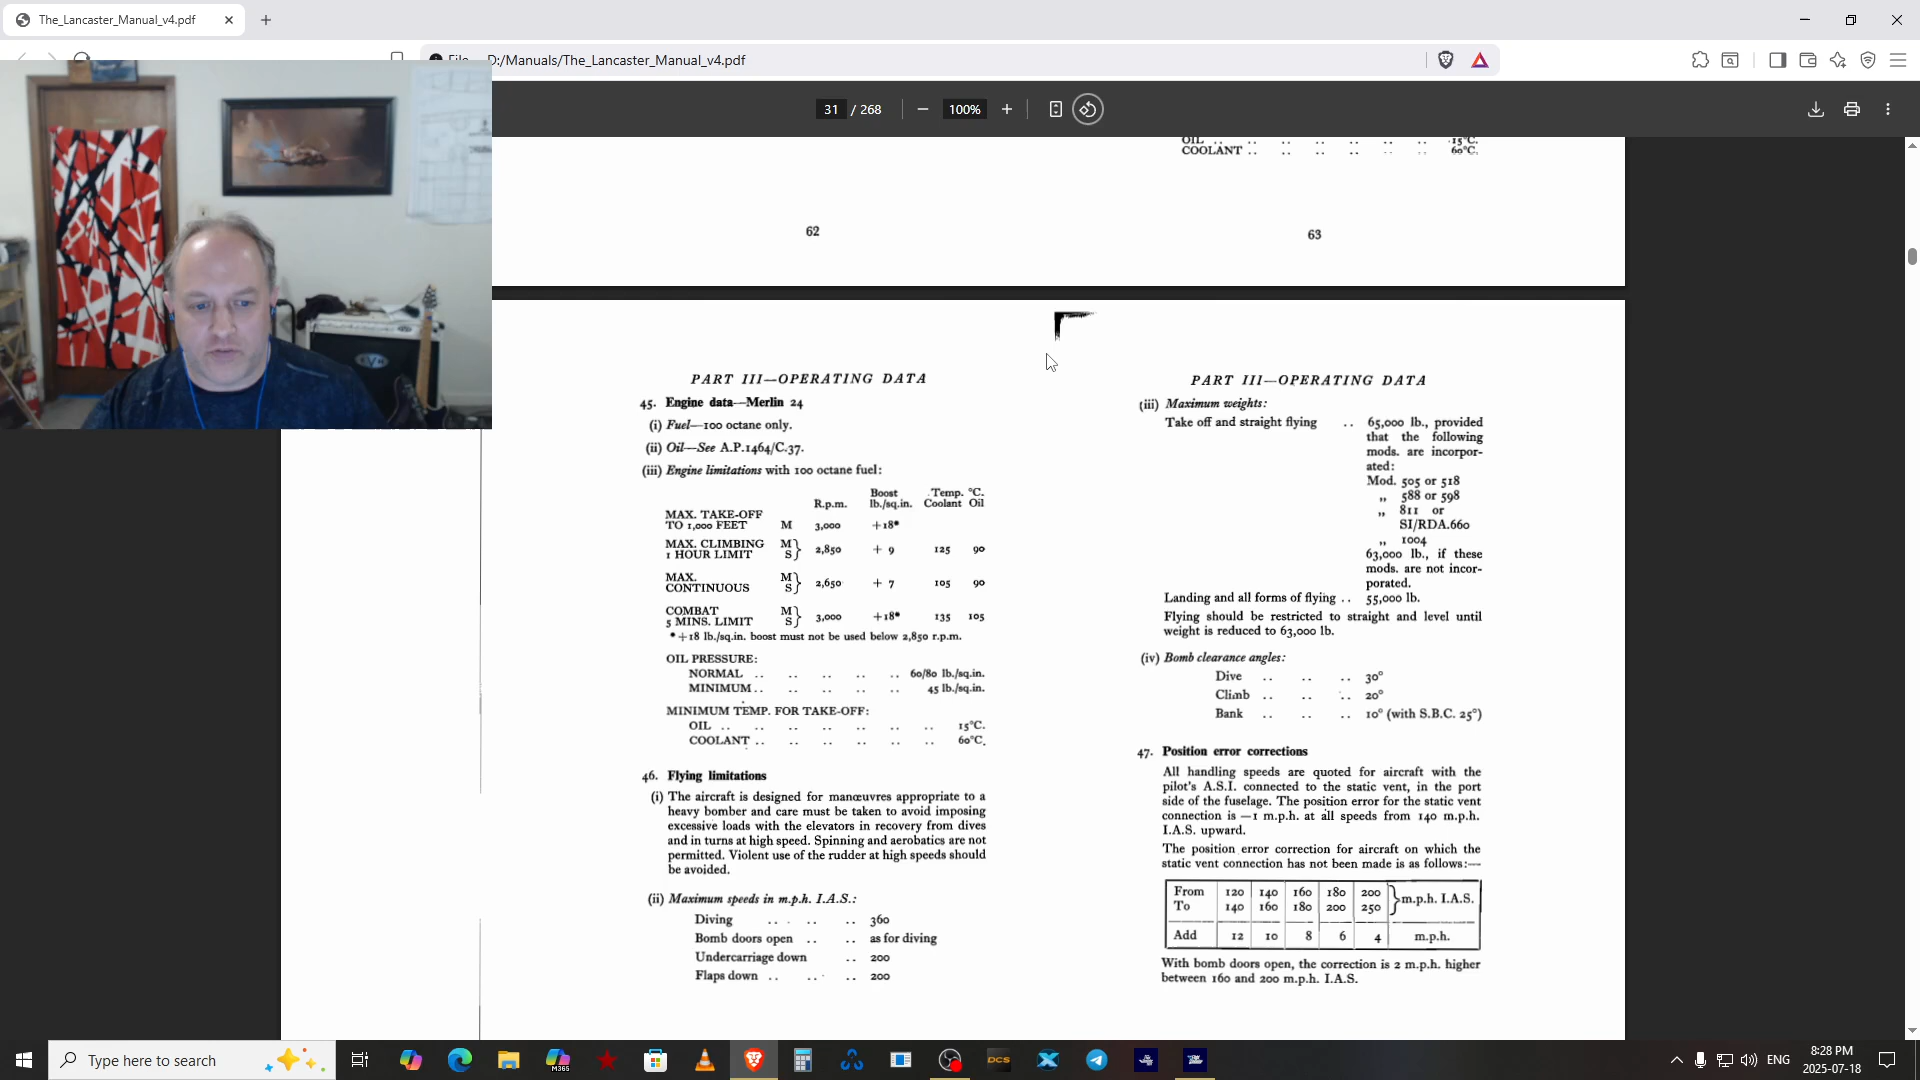 The_Lancaster_Manual_v4.pdf
D:/Manuals/The_Lancaster_Manual_v4.pdf
31 / 268
100%
OIL .. .. .. .. .. .. 15°C.
COOLANT .. .. .. .. .. .. 60°C.
62
63
PART III—OPERATING DATA
45. Engine data—Merlin 24
(i) Fuel—100 octane only.
(ii) Oil—See A.P.1464/C.37.
(iii) Engine limitations with 100 octane fuel:
Boost Temp. °C.
R.p.m. lb./sq.in. Coolant Oil
MAX. TAKE-OFF
TO 1,000 FEET M 3,000 +18*
MAX. CLIMBING M
1 HOUR LIMIT S} 2,850 + 9 125 90
MAX. M
CONTINUOUS S} 2,650 + 7 105 90
COMBAT M
5 MINS. LIMIT S} 3,000 +18* 135 105
* +18 lb./sq.in. boost must not be used below 2,850 r.p.m.
OIL PRESSURE:
NORMAL .. .. .. .. .. 60/80 lb./sq.in.
MINIMUM .. .. .. .. .. 45 lb./sq.in.
MINIMUM TEMP. FOR TAKE-OFF:
OIL .. .. .. .. .. .. .. 15°C.
COOLANT .. .. .. .. .. .. 60°C.
46. Flying limitations
(i) The aircraft is designed for manœuvres appropriate to a
heavy bomber and care must be taken to avoid imposing
excessive loads with the elevators in recovery from dives
and in turns at high speed. Spinning and aerobatics are not
permitted. Violent use of the rudder at high speeds should
be avoided.
(ii) Maximum speeds in m.p.h. I.A.S.:
Diving .. .. .. 360
Bomb doors open .. .. as for diving
Undercarriage down .. 200
Flaps down .. .. .. 200
PART III—OPERATING DATA
(iii) Maximum weights:
Take off and straight flying .. 65,000 lb., provided
that the following
mods. are incorpor-
ated:
Mod. 505 or 518
,, 588 or 598
,, 811 or
SI/RDA.660
,, 1004
63,000 lb., if these
mods. are not incor-
porated.
Landing and all forms of flying .. 55,000 lb.
Flying should be restricted to straight and level until
weight is reduced to 63,000 lb.
(iv) Bomb clearance angles:
Dive .. .. .. 30°
Climb .. .. .. 20°
Bank .. .. .. 10° (with S.B.C. 25°)
47. Position error corrections
All handling speeds are quoted for aircraft with the
pilot's A.S.I. connected to the static vent, in the port
side of the fuselage. The position error for the static vent
connection is —1 m.p.h. at all speeds from 140 m.p.h.
I.A.S. upward.
The position error correction for aircraft on which the
static vent connection has not been made is as follows:—
From 120 140 160 180 200
To 140 160 180 200 250 }m.p.h. I.A.S.
Add 12 10 8 6 4 m.p.h.
With bomb doors open, the correction is 2 m.p.h. higher
between 160 and 200 m.p.h. I.A.S.
Type here to search
M365
DCS
ENG
8:28 PM
2025-07-18